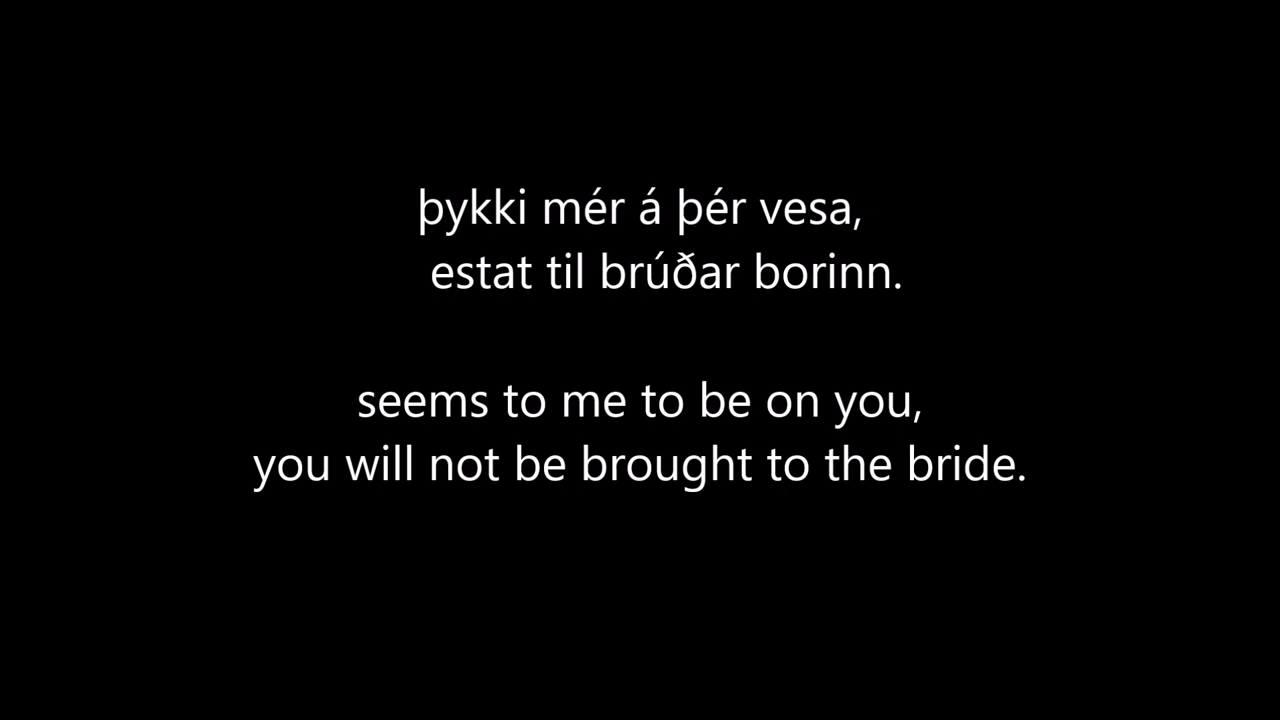 þykki mér á þér vesa,
estat til brúðar borinn.
seems to me to be on you,
you will not be brought to the bride.